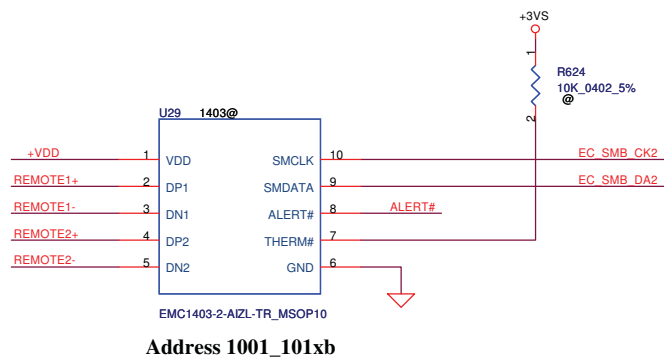 +3VS
1
R624
10K_0402_5%
@
2
U29 1403@
+VDD 1 VDD SMCLK 10 EC_SMB_CK2
REMOTE1+ 2 DP1 SMDATA 9 EC_SMB_DA2
REMOTE1- 3 DN1 ALERT# 8 ALERT#
REMOTE2+ 4 DP2 THERM# 7
REMOTE2- 5 DN2 GND 6
EMC1403-2-AIZL-TR_MSOP10
Address 1001_101xb